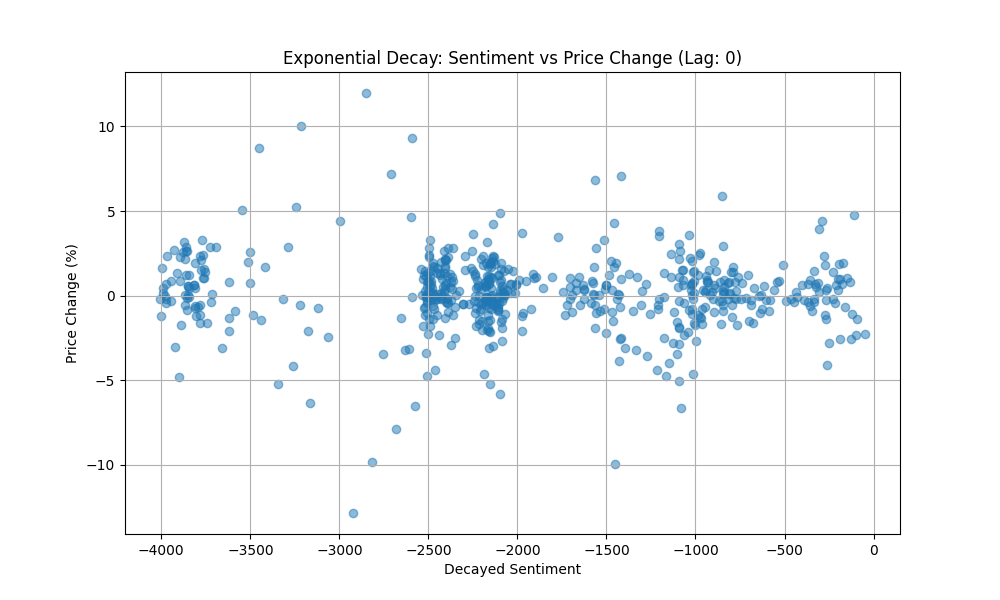 Exponential Decay: Sentiment vs Price Change (Lag: 0)
Price Change (%)
10
5
0
−5
−10
−4000 −3500 −3000 −2500 −2000 −1500 −1000 −500 0
Decayed Sentiment